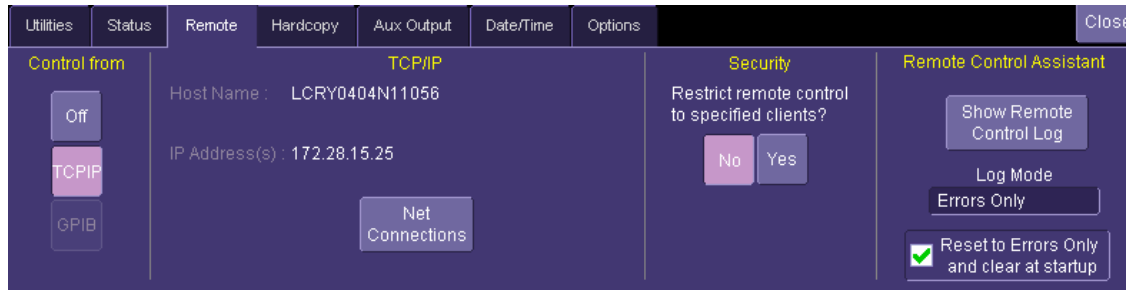 Utilities
Status
Remote
Hardcopy
Aux Output
Date/Time
Options
Close
Control from
Off
TCPIP
GPIB
TCP/IP
Host Name : LCRY0404N11056
IP Address(s) : 172.28.15.25
Net
Connections
Security
Restrict remote control
to specified clients?
No
Yes
Remote Control Assistant
Show Remote
Control Log
Log Mode
Errors Only
Reset to Errors Only
and clear at startup